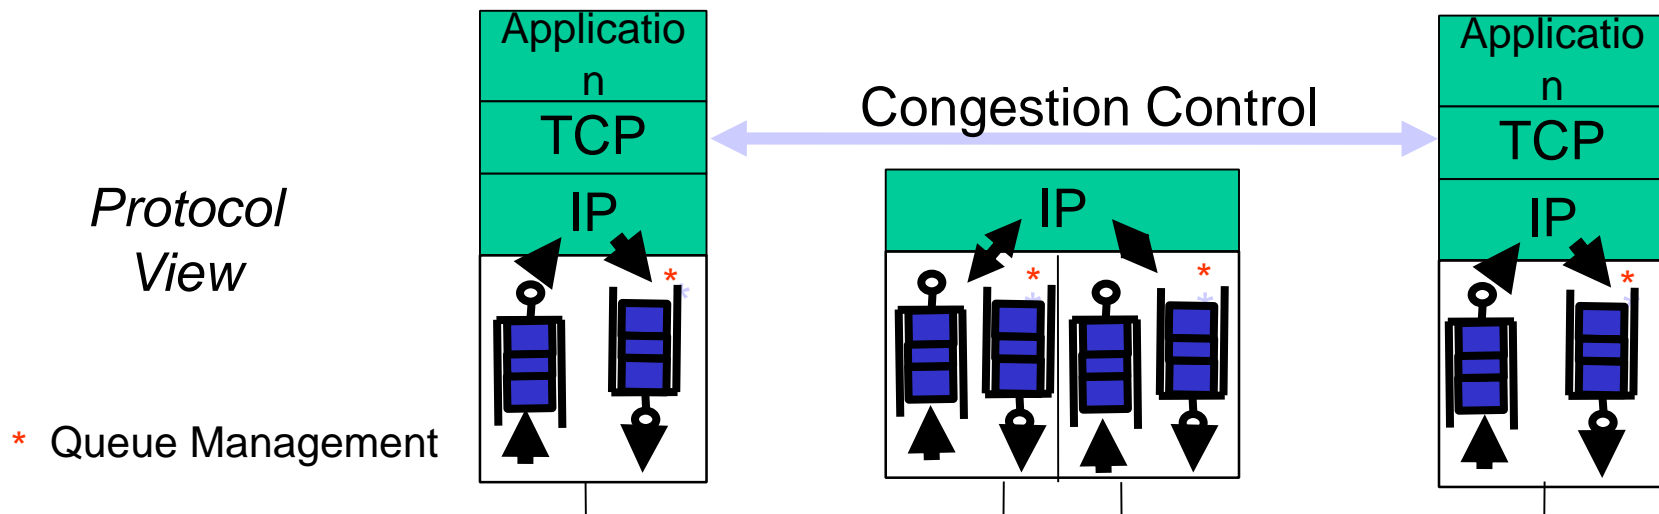 Applicatio
n
TCP
IP
Congestion Control
IP
Applicatio
n
TCP
IP
Protocol
View
*
*
*
*
* Queue Management